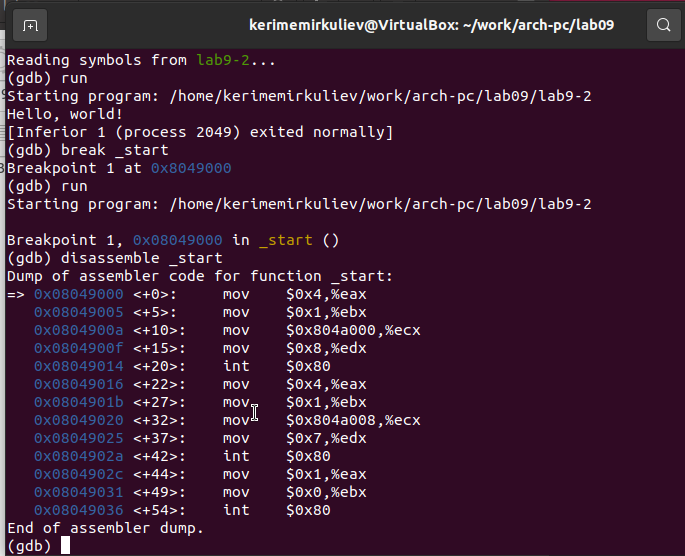 kerimemirkuliev@VirtualBox: ~/work/arch-pc/lab09
Reading symbols from lab9-2...
(gdb) run
Starting program: /home/kerimemirkuliev/work/arch-pc/lab09/lab9-2
Hello, world!
[Inferior 1 (process 2049) exited normally]
(gdb) break _start
Breakpoint 1 at 0x8049000
(gdb) run
Starting program: /home/kerimemirkuliev/work/arch-pc/lab09/lab9-2
Breakpoint 1, 0x08049000 in _start ()
(gdb) disassemble _start
Dump of assembler code for function _start:
=> 0x08049000 <+0>: mov $0x4,%eax
0x08049005 <+5>: mov $0x1,%ebx
0x0804900a <+10>: mov $0x804a000,%ecx
0x0804900f <+15>: mov $0x8,%edx
0x08049014 <+20>: int $0x80
0x08049016 <+22>: mov $0x4,%eax
0x0804901b <+27>: mov $0x1,%ebx
0x08049020 <+32>: mov $0x804a008,%ecx
0x08049025 <+37>: mov $0x7,%edx
0x0804902a <+42>: int $0x80
0x0804902c <+44>: mov $0x1,%eax
0x08049031 <+49>: mov $0x0,%ebx
0x08049036 <+54>: int $0x80
End of assembler dump.
(gdb)